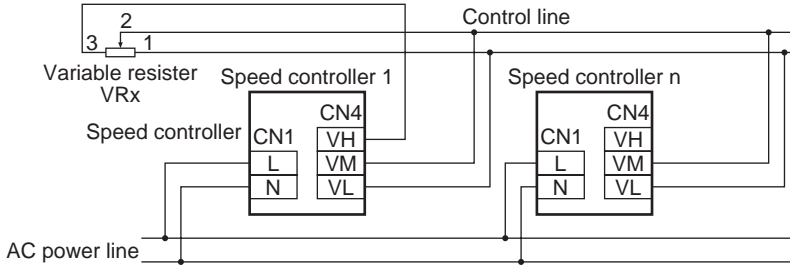 Control line
2
3
1
Variable resister
VRx
Speed controller 1
Speed controller n
Speed controller
CN4
CN1
VH
L
VM
N
VL
CN4
CN1
VH
L
VM
N
VL
AC power line